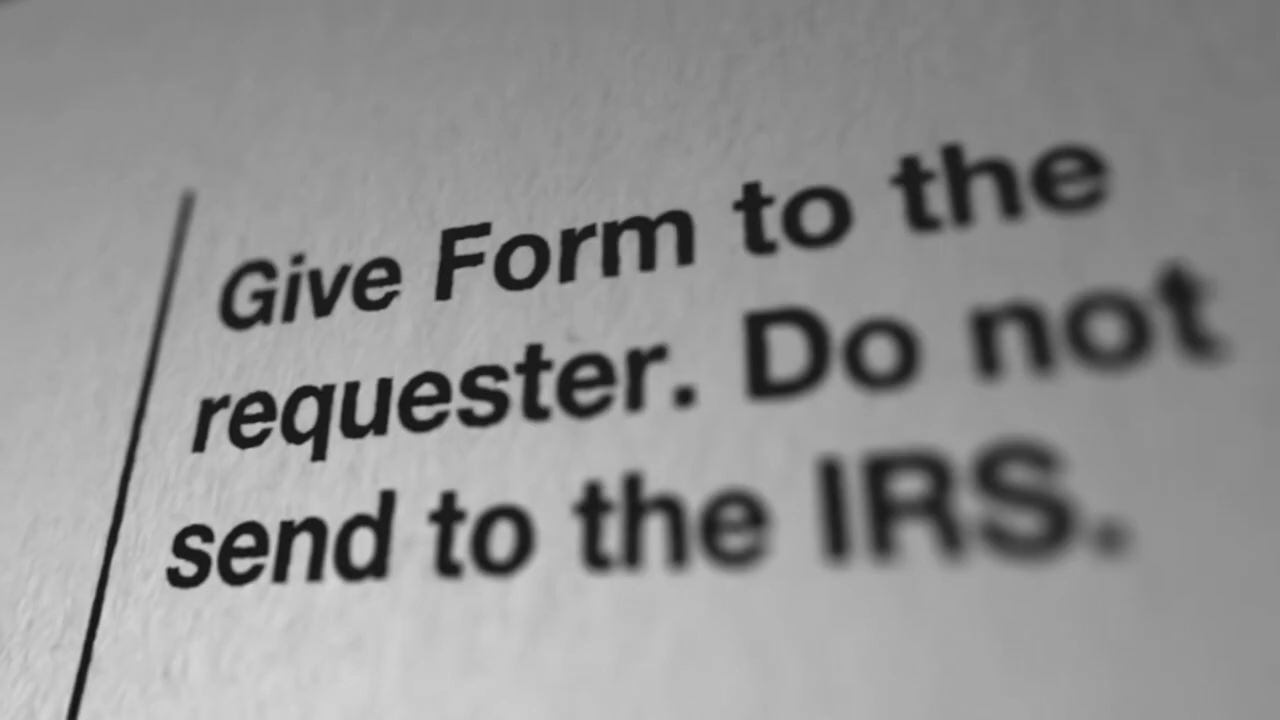 Give Form to the
requester. Do not
send to the IRS.